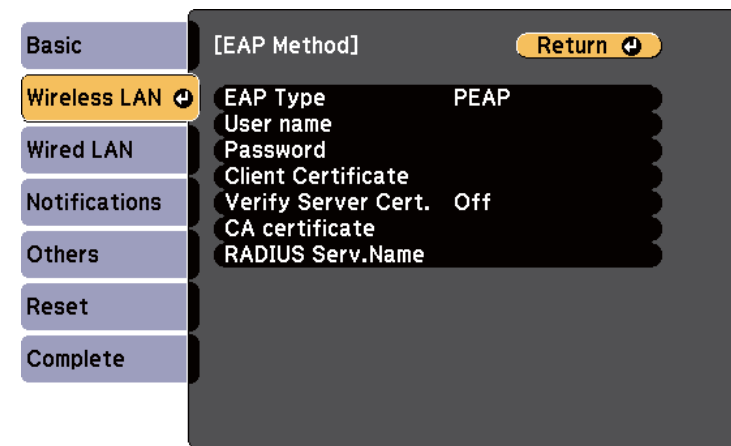 Basic
Wireless LAN
Wired LAN
Notifications
Others
Reset
Complete
[EAP Method]
Return
EAP Type PEAP
User name
Password
Client Certificate
Verify Server Cert. Off
CA certificate
RADIUS Serv.Name